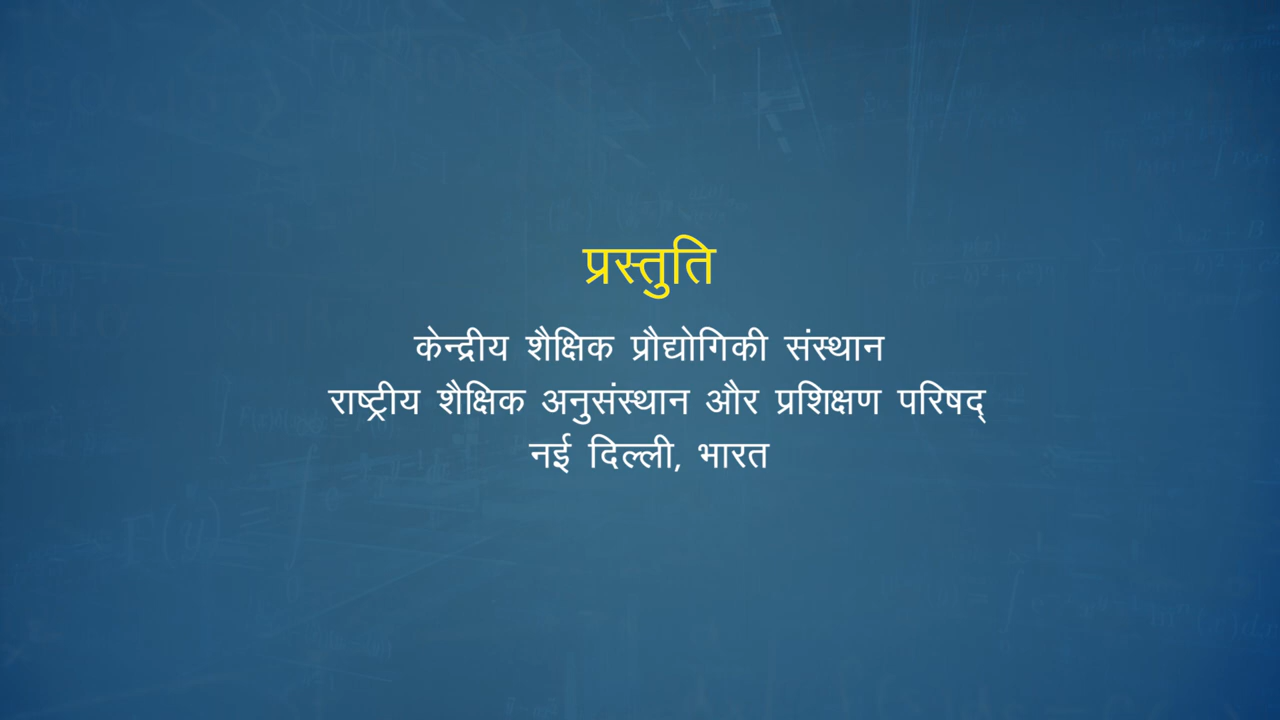 प्रस्तुति
केन्द्रीय शैक्षिक प्रौद्योगिकी संस्थान
राष्ट्रीय शैक्षिक अनुसंस्थान और प्रशिक्षण परिषद्
नई दिल्ली, भारत